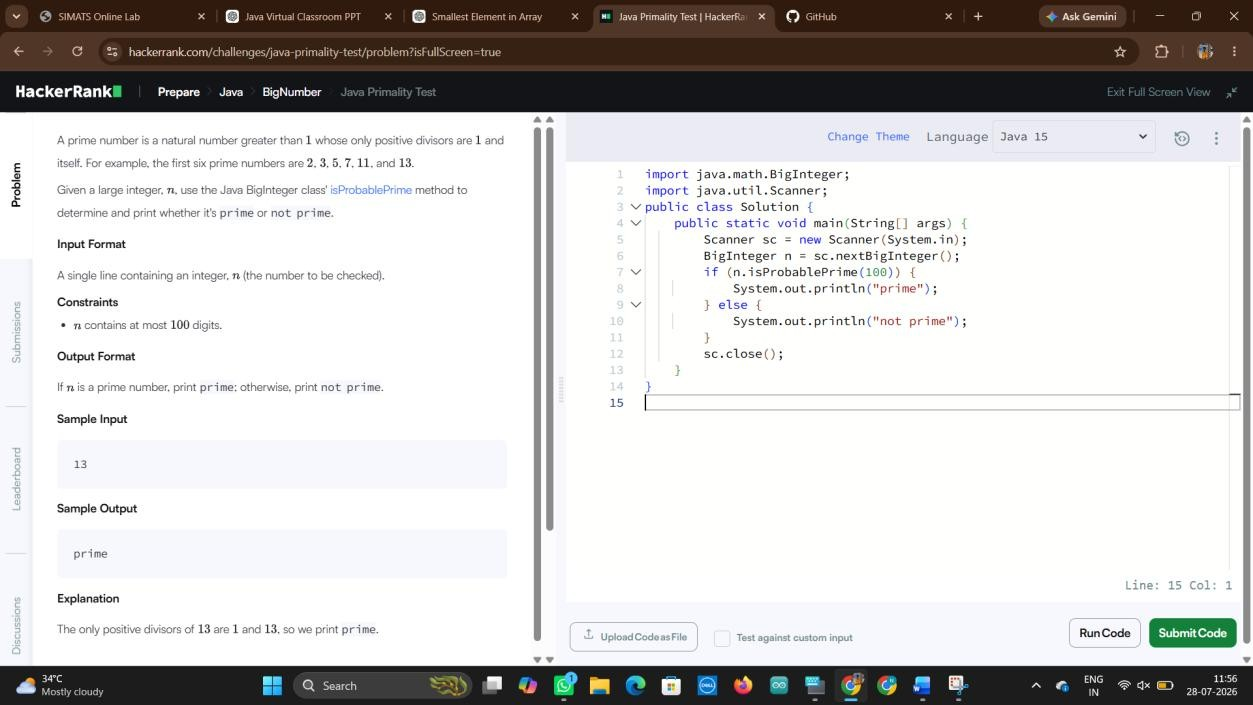 SIMATS Online Lab
Java Virtual Classroom PPT
Smallest Element in Array
Java Primality Test | HackerRa
GitHub
Ask Gemini
hackerrank.com/challenges/java-primality-test/problem?isFullScreen=true
HackerRank
Prepare
Java
BigNumber
Java Primality Test
Exit Full Screen View
Problem
Submissions
Leaderboard
Discussions
A prime number is a natural number greater than 1 whose only positive divisors are 1 and
itself. For example, the first six prime numbers are 2, 3, 5, 7, 11, and 13.
Given a large integer, n, use the Java BigInteger class' isProbablePrime method to
determine and print whether it's prime or not prime.
Input Format
A single line containing an integer, n (the number to be checked).
Constraints
• n contains at most 100 digits.
Output Format
If n is a prime number, print prime; otherwise, print not prime.
Sample Input
13
Sample Output
prime
Explanation
The only positive divisors of 13 are 1 and 13, so we print prime.
Change Theme
Language
Java 15
1 import java.math.BigInteger;
2 import java.util.Scanner;
3 public class Solution {
4 public static void main(String[] args) {
5 Scanner sc = new Scanner(System.in);
6 BigInteger n = sc.nextBigInteger();
7 if (n.isProbablePrime(100)) {
8 System.out.println("prime");
9 } else {
10 System.out.println("not prime");
11 }
12 sc.close();
13 }
14 }
15
Line: 15 Col: 1
Upload Code as File
Test against custom input
Run Code
Submit Code
34°C
Mostly cloudy
Search
1
DELL
ENG
IN
11:56
28-07-2026